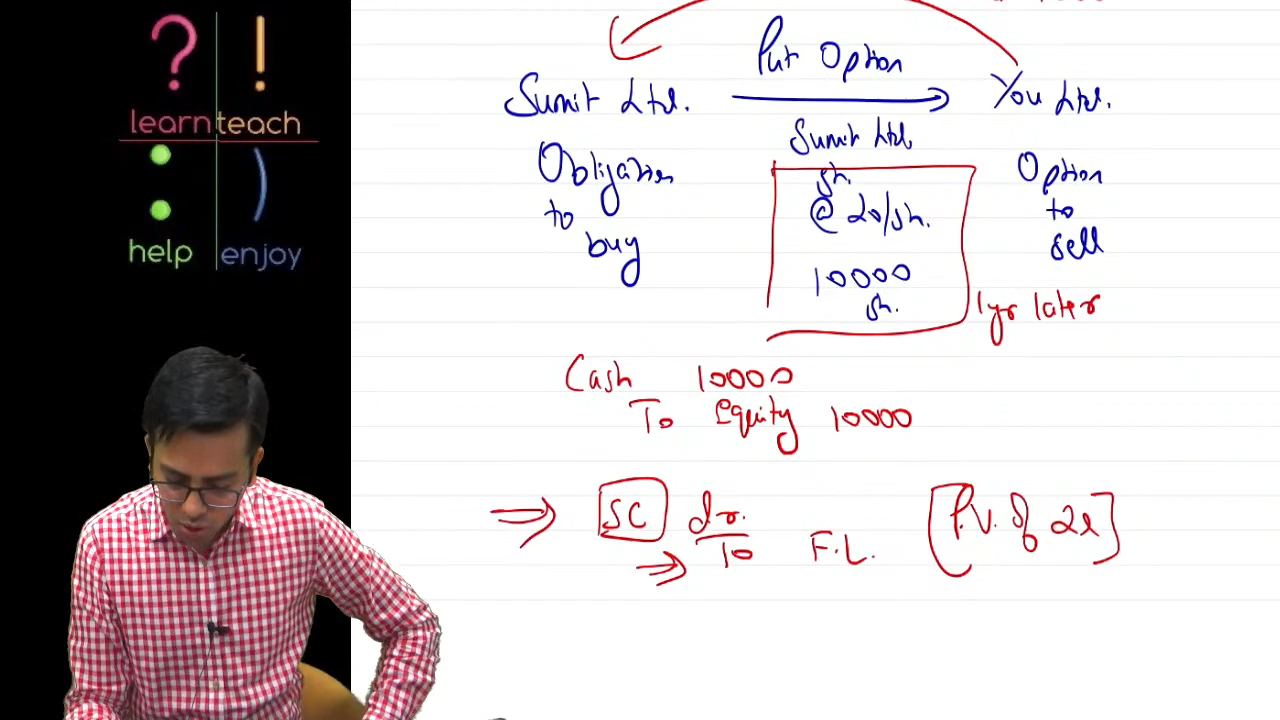 ? !
learn teach
help enjoy
Put Option
Sumit Ltd. You Ltd.
Sumit Ltd
sh.
@ 20/sh.
10000
sh.
Obligation
to
buy
Option
to
sell
1yr later
Cash 10000
To Equity 10000
⇒ SC dr. [P.V. of 2l]
⇒ To F.L.